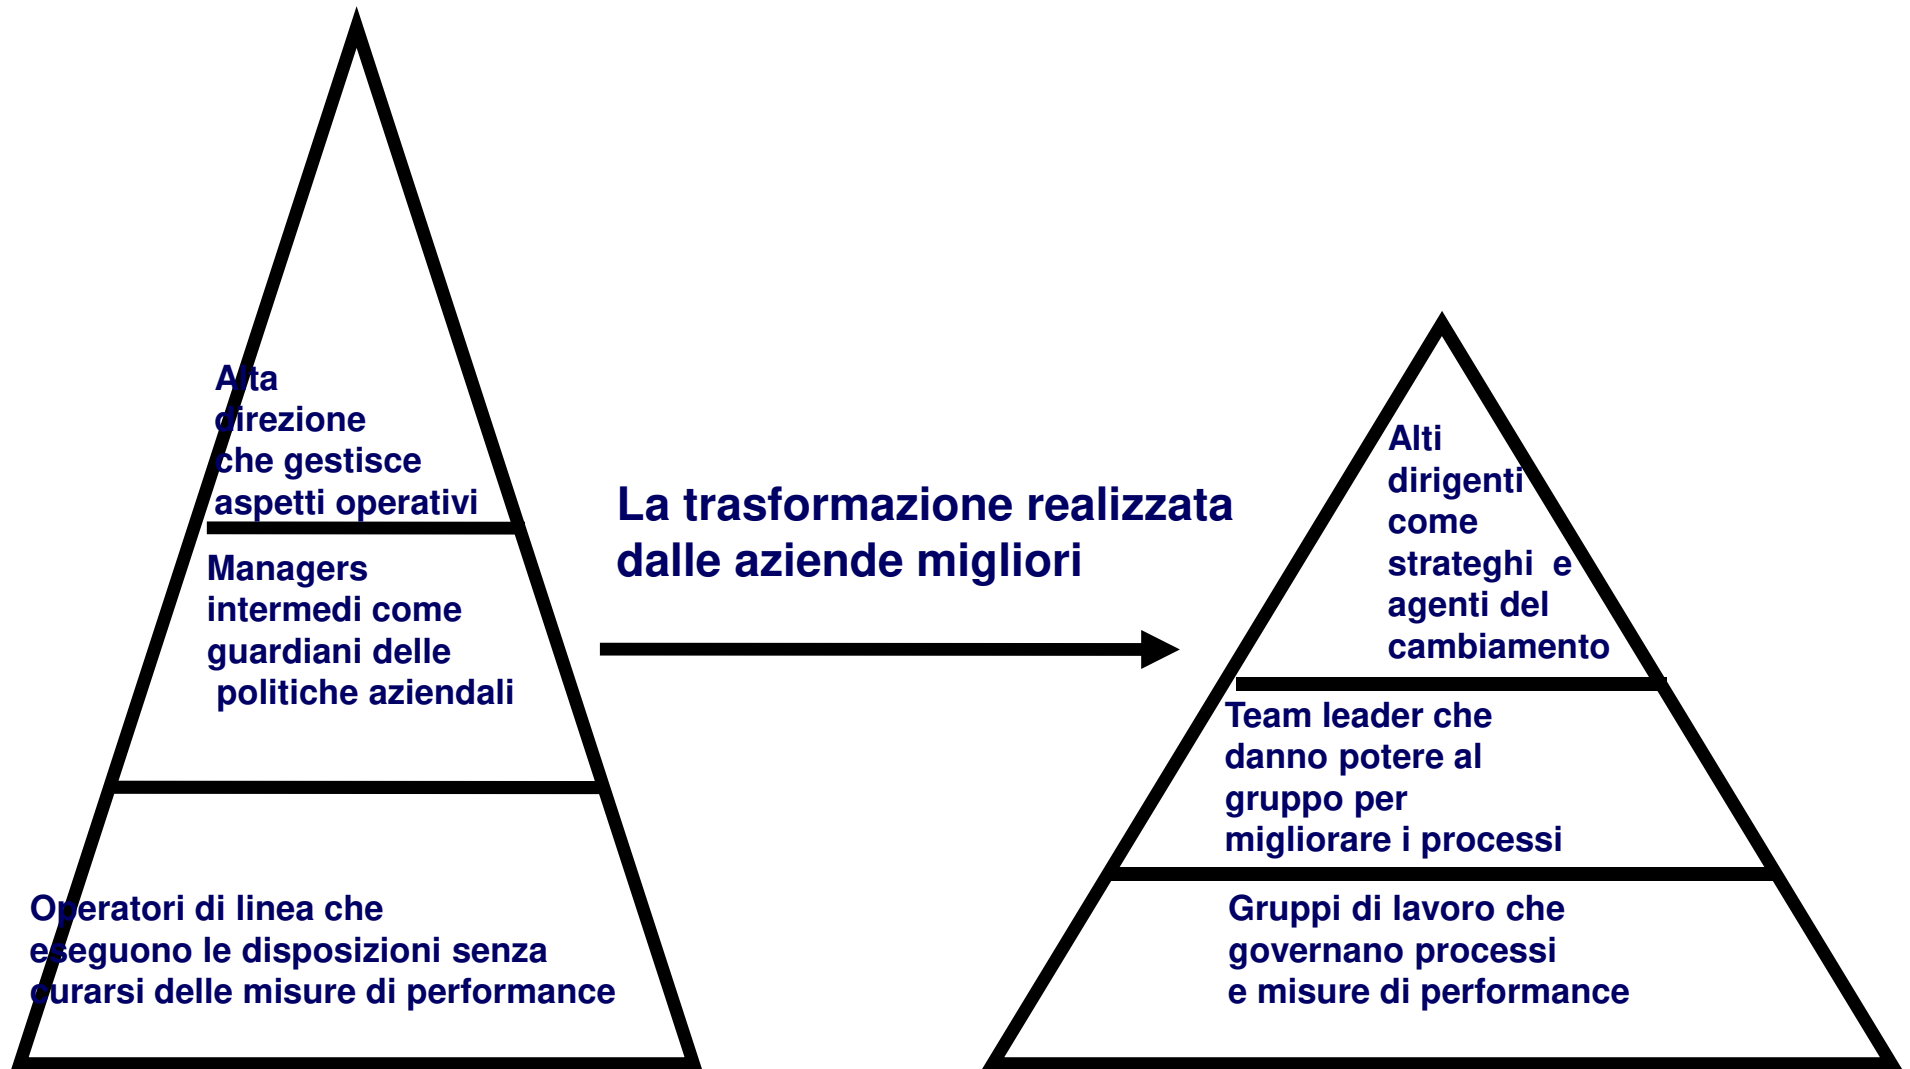 Alta
direzione
che gestisce
aspetti operativi
Managers
intermedi come
guardiani delle
politiche aziendali
Operatori di linea che
eseguono le disposizioni senza
curarsi delle misure di performance
La trasformazione realizzata
dalle aziende migliori
Alti
dirigenti
come
strateghi e
agenti del
cambiamento
Team leader che
danno potere al
gruppo per
migliorare i processi
Gruppi di lavoro che
governano processi
e misure di performance